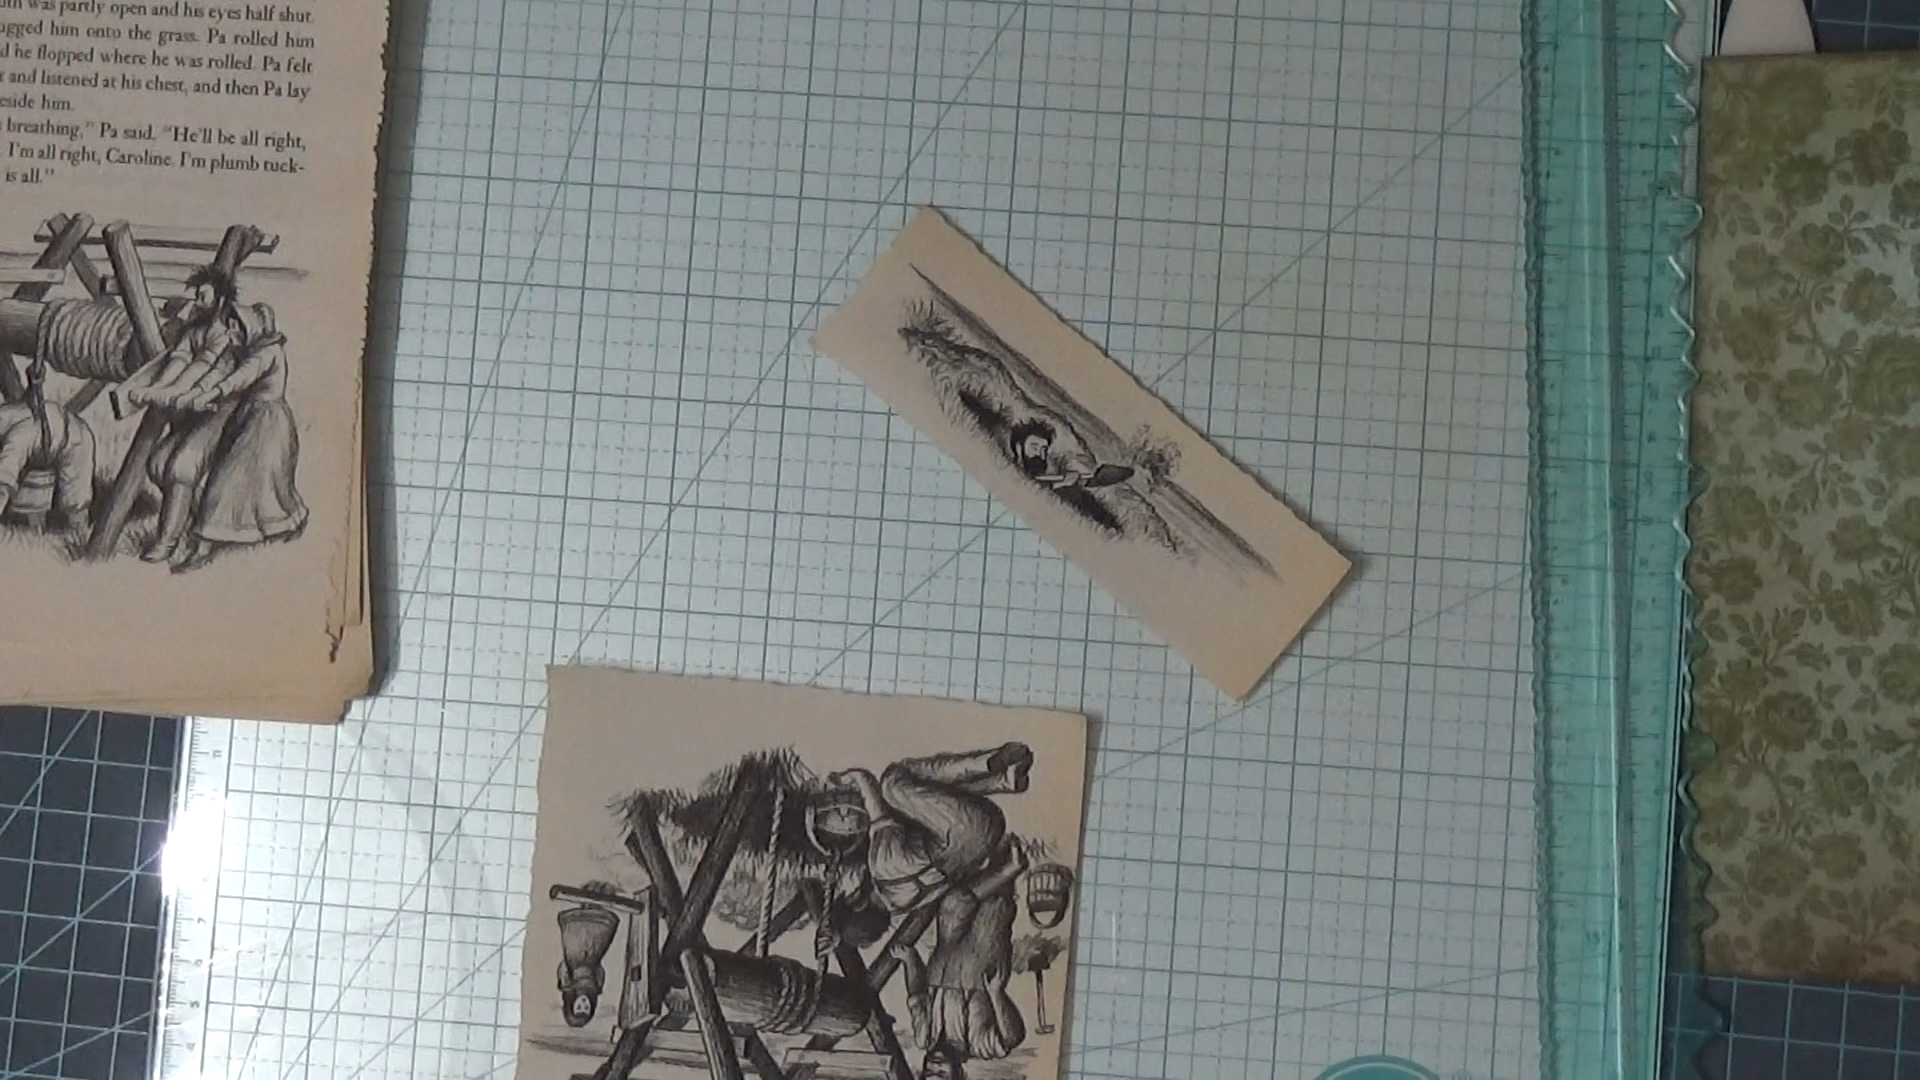 was partly open and his eyes half shut.
ugged him onto the grass. Pa rolled him
d he flopped where he was rolled. Pa felt
and listened at his chest, and then Pa lay
eside him.
breathing," Pa said. "He'll be all right,
I'm all right, Caroline. I'm plumb tuck-
is all."